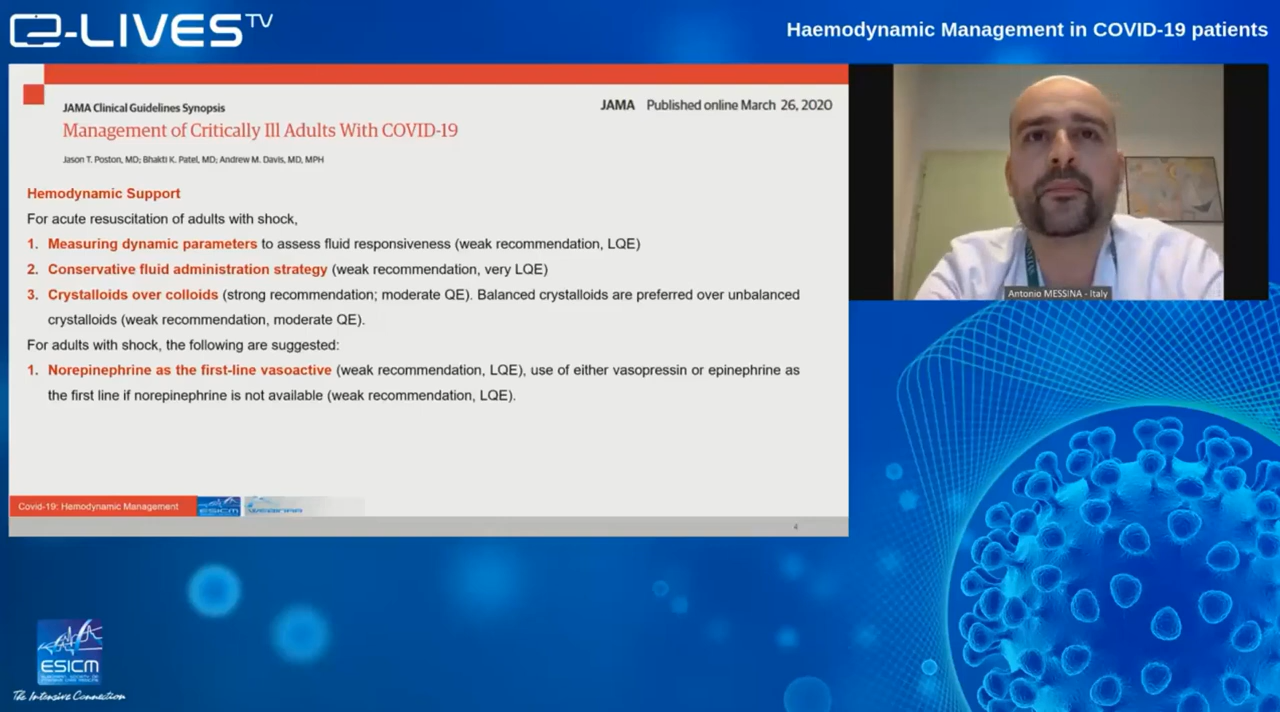 e-LIVES TV
Haemodynamic Management in COVID-19 patients
JAMA Clinical Guidelines Synopsis
JAMA Published online March 26, 2020
Management of Critically Ill Adults With COVID-19
Jason T. Poston, MD; Bhakti K. Patel, MD; Andrew M. Davis, MD, MPH
Hemodynamic Support
For acute resuscitation of adults with shock,
1. Measuring dynamic parameters to assess fluid responsiveness (weak recommendation, LQE)
2. Conservative fluid administration strategy (weak recommendation, very LQE)
3. Crystalloids over colloids (strong recommendation; moderate QE). Balanced crystalloids are preferred over unbalanced
crystalloids (weak recommendation, moderate QE).
For adults with shock, the following are suggested:
1. Norepinephrine as the first-line vasoactive (weak recommendation, LQE), use of either vasopressin or epinephrine as
the first line if norepinephrine is not available (weak recommendation, LQE).
Antonio MESSINA - Italy
Covid-19: Hemodynamic Management
ESICM
4
ESICM
The Intensive Connection